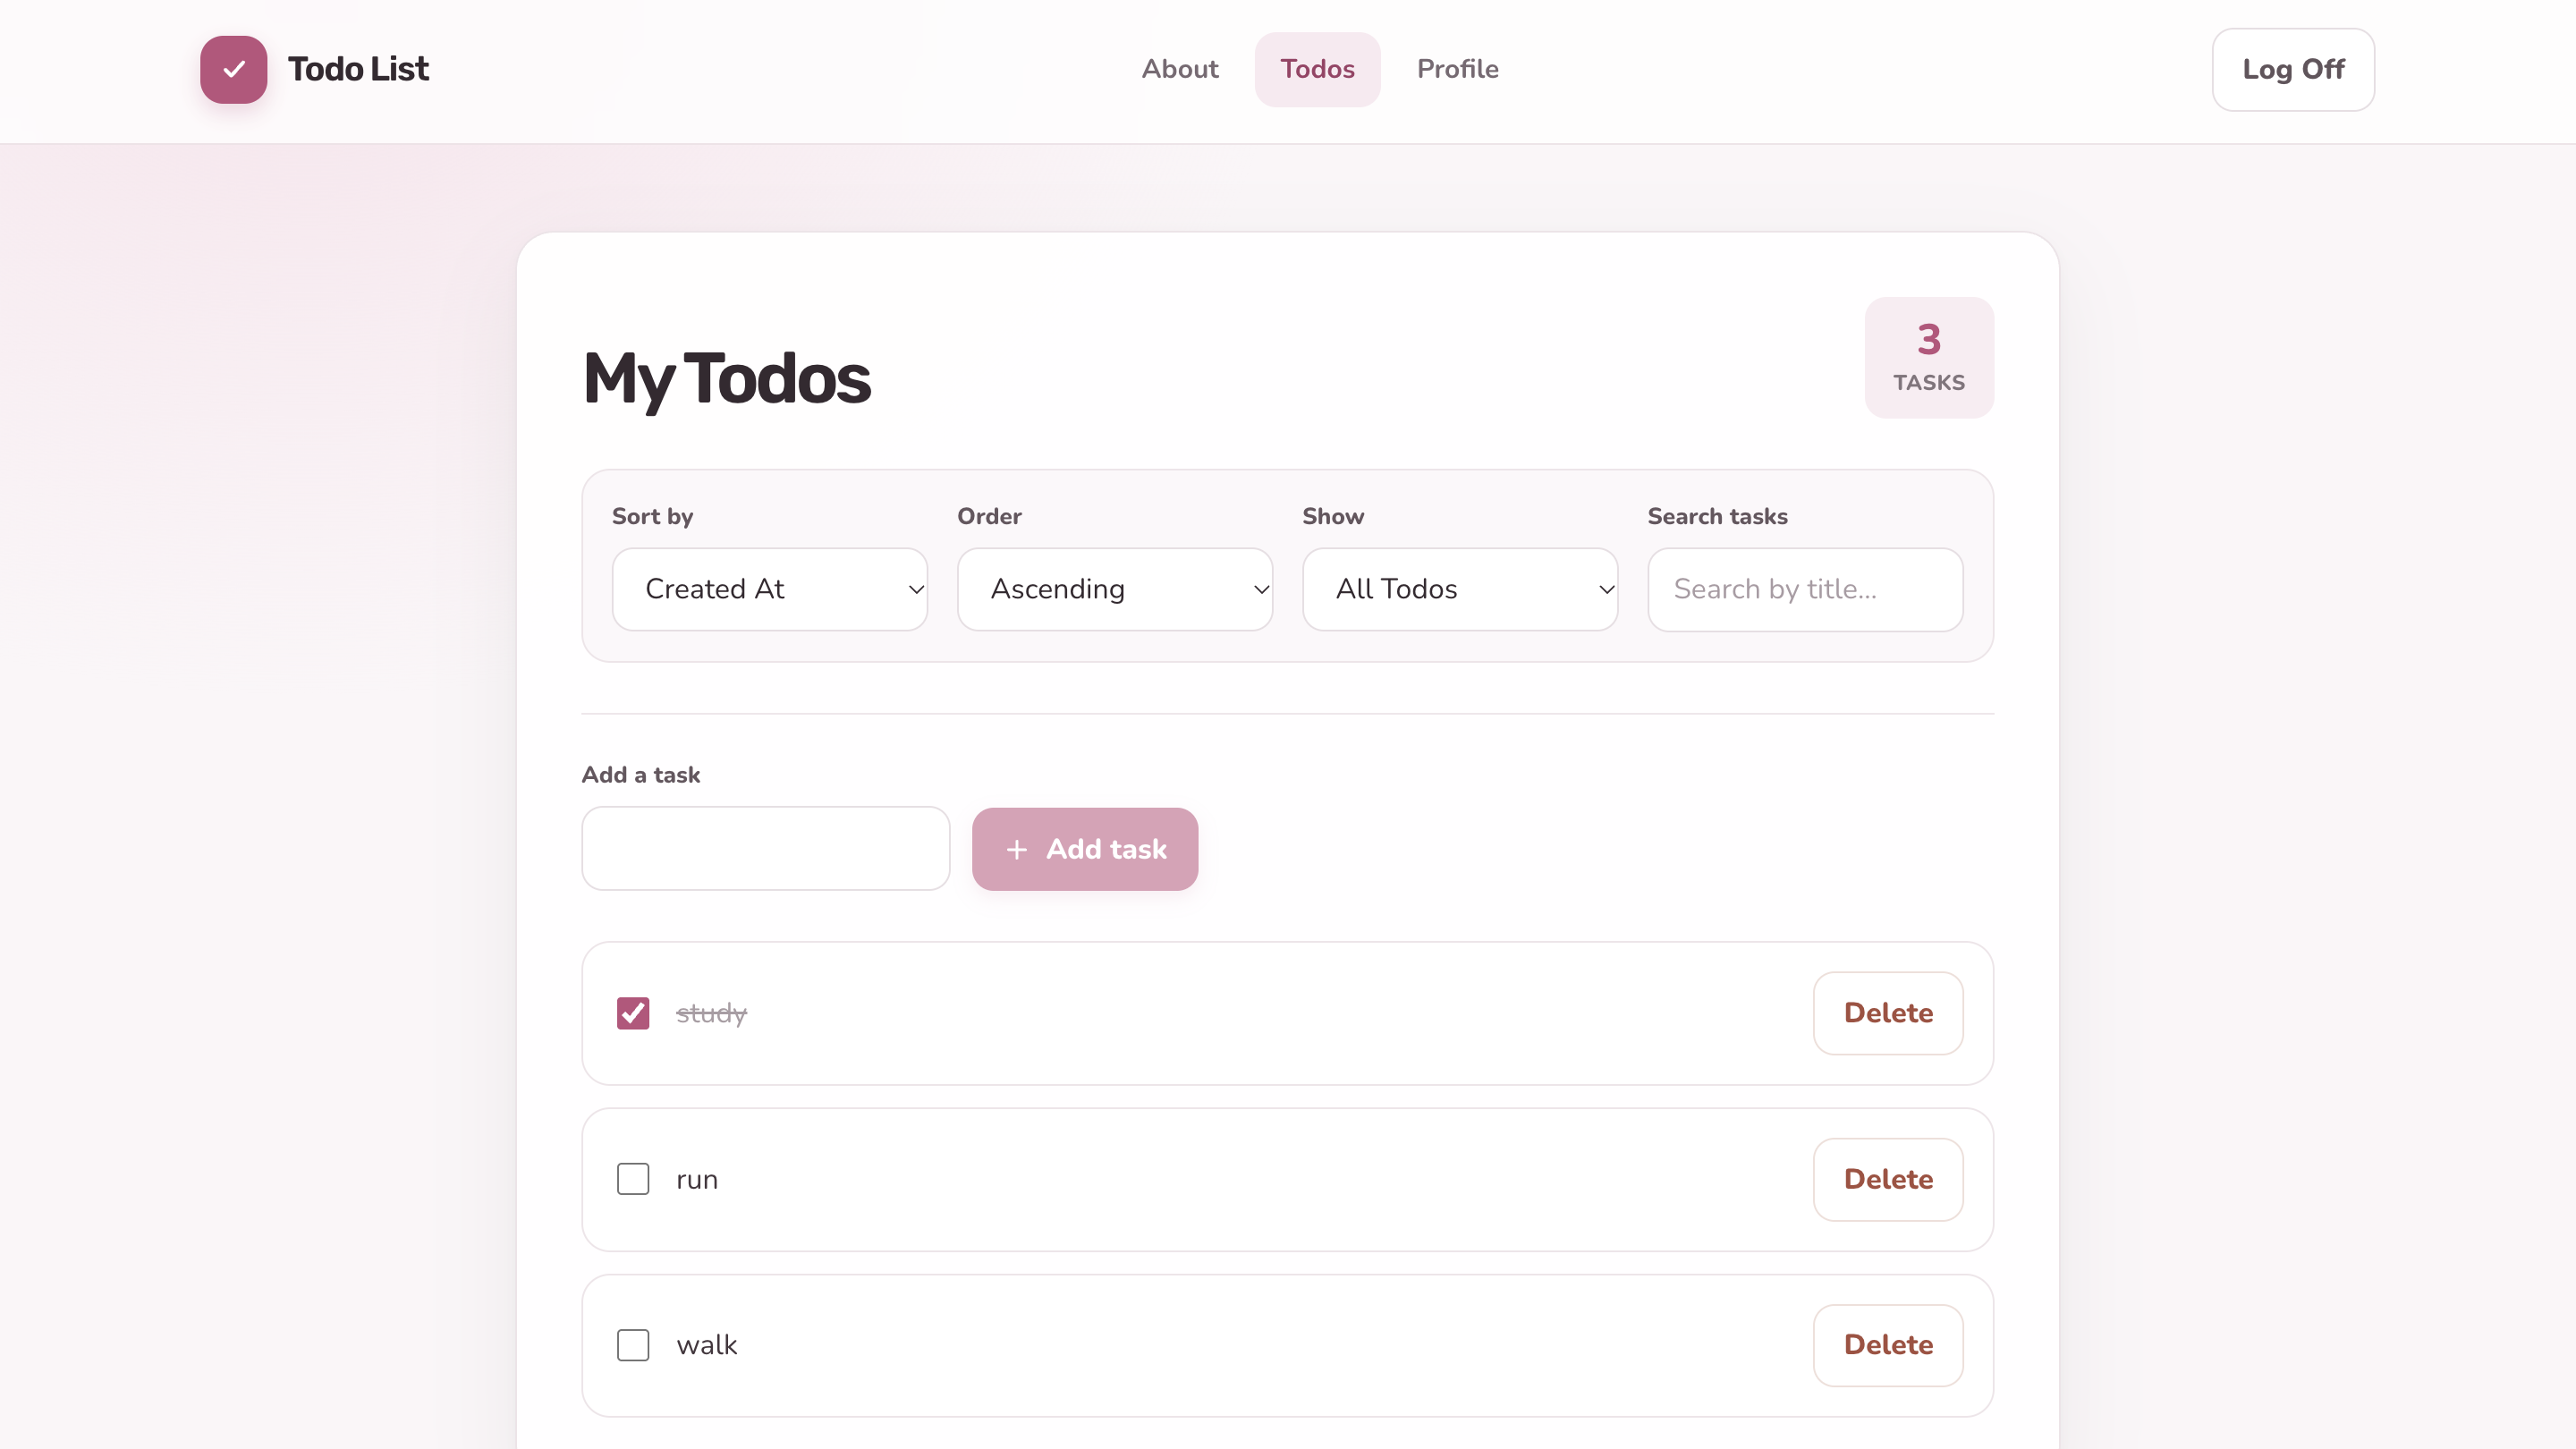 Todo List
About
Todos
Profile
Log Off
My Todos
3
TASKS
Sort by
Order
Show
Search tasks
Created At
Ascending
All Todos
Search by title...
Add a task
+ Add task
study
Delete
run
Delete
walk
Delete